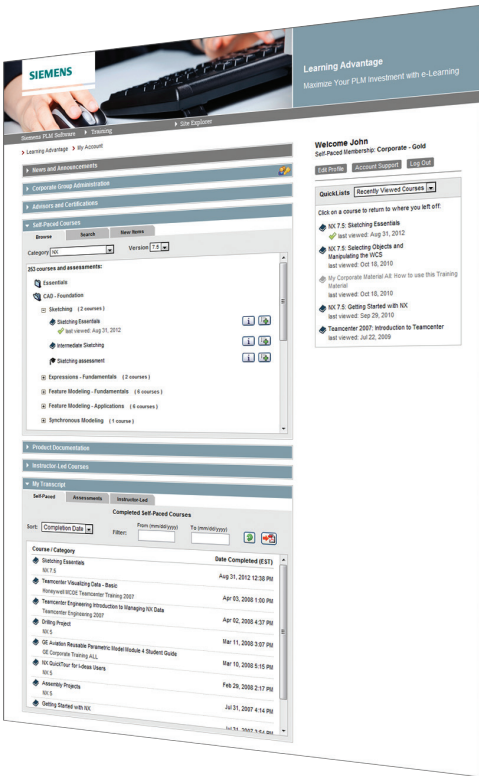 SIEMENS
Learning Advantage
Maximize Your PLM Investment with e-Learning
Siemens PLM Software Training Site Explorer
Learning Advantage My Account
News and Announcements
Corporate Group Administration
Advisors and Certifications
Self-Paced Courses
Browse Search New Items
Category NX Version 7.5
253 courses and assessments:
Essentials
CAD - Foundation
Sketching (2 courses)
Sketching Essentials
last viewed: Aug 31, 2012
Intermediate Sketching
Sketching assessment
Expressions - Fundamentals (2 courses)
Feature Modeling - Fundamentals (6 courses)
Feature Modeling - Applications (6 courses)
Synchronous Modeling (1 course)
Product Documentation
Instructor-Led Courses
My Transcript
Self-Paced Assessments Instructor-Led
Completed Self-Paced Courses
Sort: Completion Date Filter: From (mm/dd/yyyy) To (mm/dd/yyyy)
Course / Category Date Completed (EST)
Sketching Essentials Aug 31, 2012 12:38 PM
NX 7.5
Teamcenter Visualizing Data - Basic Apr 03, 2008 1:00 PM
Honeywell MCOE Teamcenter Training 2007
Teamcenter Engineering Introduction to Managing NX Data Apr 02, 2008 4:37 PM
Teamcenter Engineering 2007
Drilling Project Mar 11, 2008 3:07 PM
NX 5
GE Aviation Reusable Parametric Model Module 4 Student Guide Mar 10, 2008 5:15 PM
GE Corporate Training ALL
NX QuickTour for I-deas Users Feb 29, 2008 2:17 PM
NX 5
Assembly Projects Jul 31, 2007 4:14 PM
NX 5
Getting Started with NX Jul 31, 2007 3:54 PM
Welcome John
Self-Paced Membership: Corporate - Gold
Edit Profile Account Support Log Out
QuickLists Recently Viewed Courses
Click on a course to return to where you left off:
NX 7.5: Sketching Essentials
last viewed: Aug 31, 2012
NX 7.5: Selecting Objects and
Manipulating the WCS
last viewed: Oct 18, 2010
My Corporate Material All: How to use this Training
Material
last viewed: Oct 18, 2010
NX 7.5: Getting Started with NX
last viewed: Sep 29, 2010
Teamcenter 2007: Introduction to Teamcenter
last viewed: Jul 22, 2009